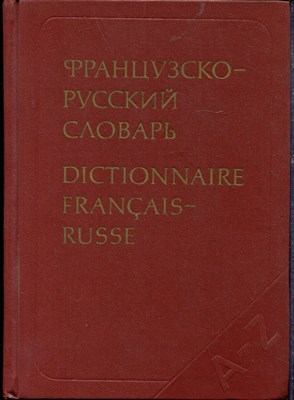 ФРАНЦУЗСКО—
РУССКИЙ
СЛОВАРЬ
DICTIONNAIRE
FRANÇAIS—
RUSSE
A-Z